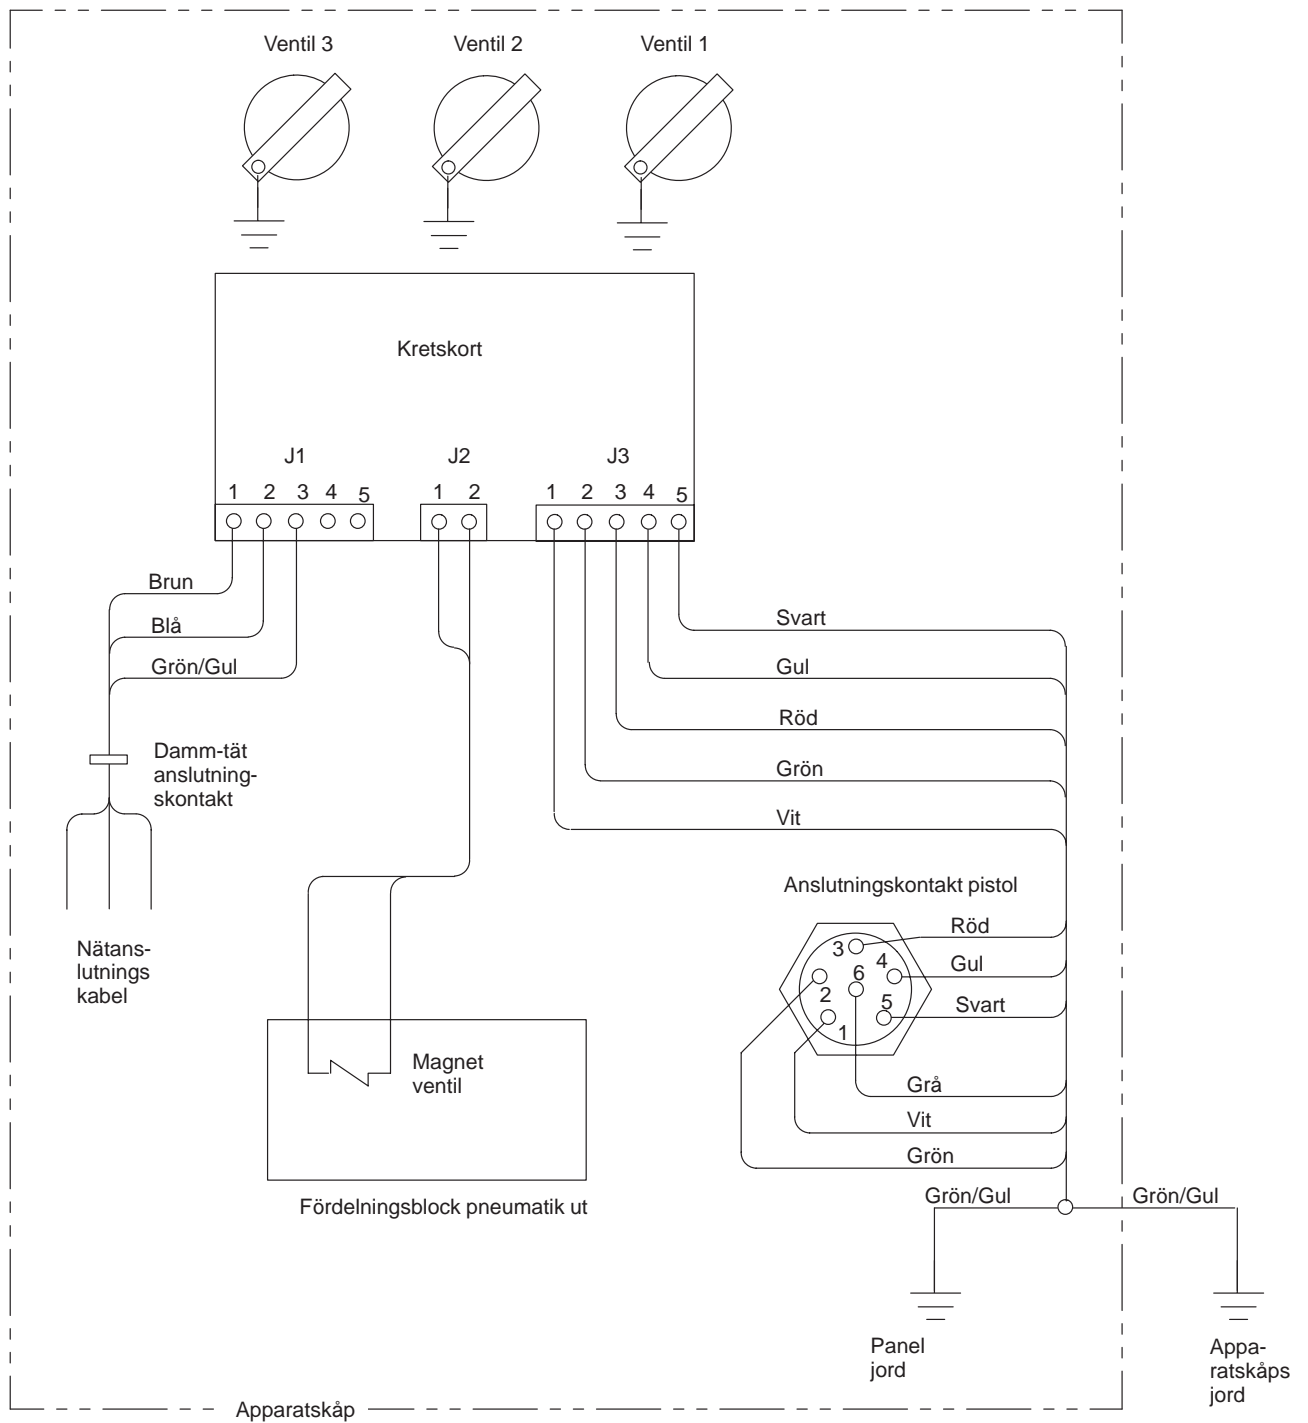 Ventil 3
Ventil 2
Ventil 1
Kretskort
J1
J2
J3
1 2 3 4 5
1 2
1 2 3 4 5
Brun
Blå
Grön/Gul
Svart
Gul
Röd
Grön
Vit
Damm-tät
anslutning-
skontakt
Nätans-
lutnings
kabel
Anslutningskontakt pistol
Röd
Gul
Svart
3
4
6
2
5
1
Grå
Vit
Grön
Magnet
ventil
Fördelningsblock pneumatik ut
Grön/Gul
Grön/Gul
Panel
jord
Appa-
ratskåps
jord
Apparatskåp